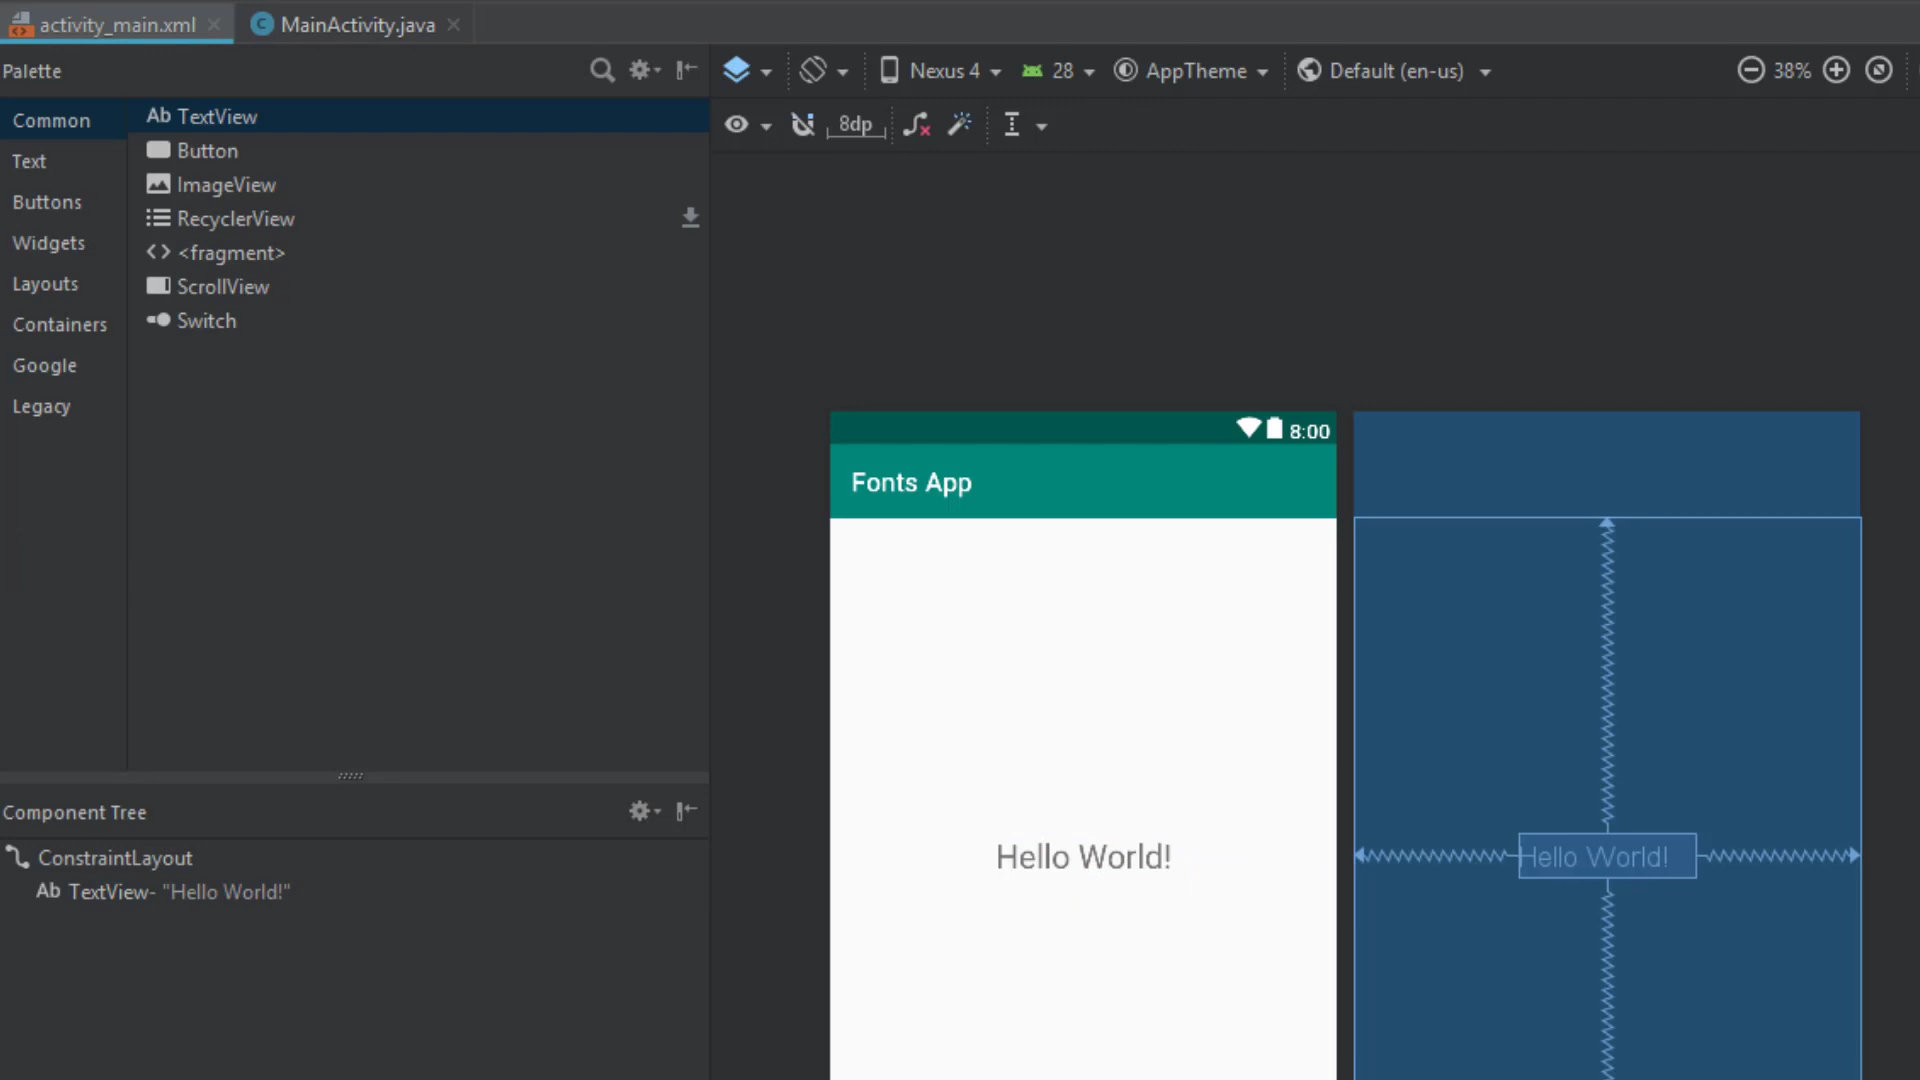 activity_main.xml
MainActivity.java
Palette
Nexus 4
28
AppTheme
Default (en-us)
38%
8dp
Common
Text
Buttons
Widgets
Layouts
Containers
Google
Legacy
Ab TextView
Button
ImageView
RecyclerView
<fragment>
ScrollView
Switch
8:00
Fonts App
Hello World!
Hello World!
Component Tree
ConstraintLayout
Ab TextView- "Hello World!"